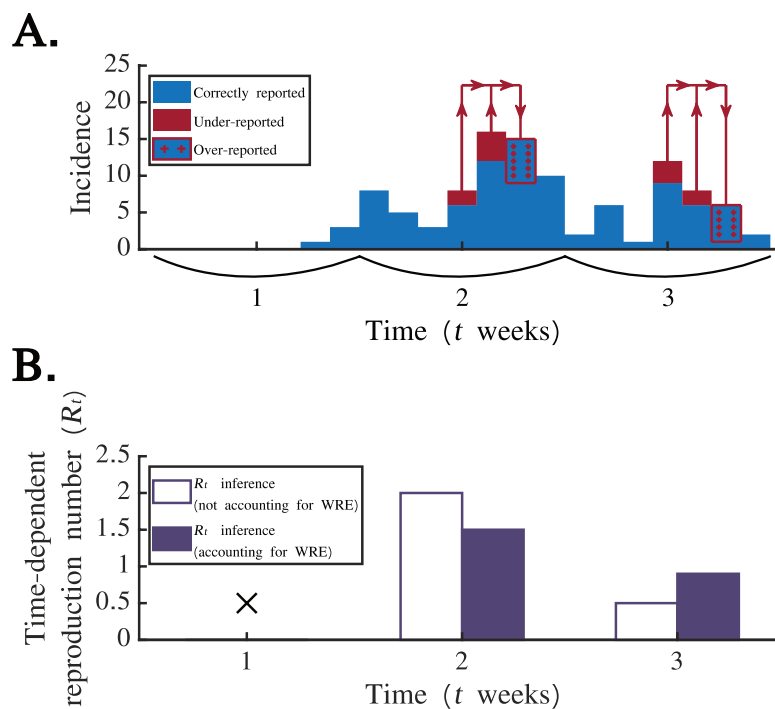 A.
Incidence
25
20
15
10
5
0
Correctly reported
Under-reported
Over-reported
1 2 3
Time (t weeks)
B.
Time-dependent
reproduction number (Rt)
2.5
2
1.5
1
0.5
0
Rt inference
(not accounting for WRE)
Rt inference
(accounting for WRE)
1 2 3
Time (t weeks)